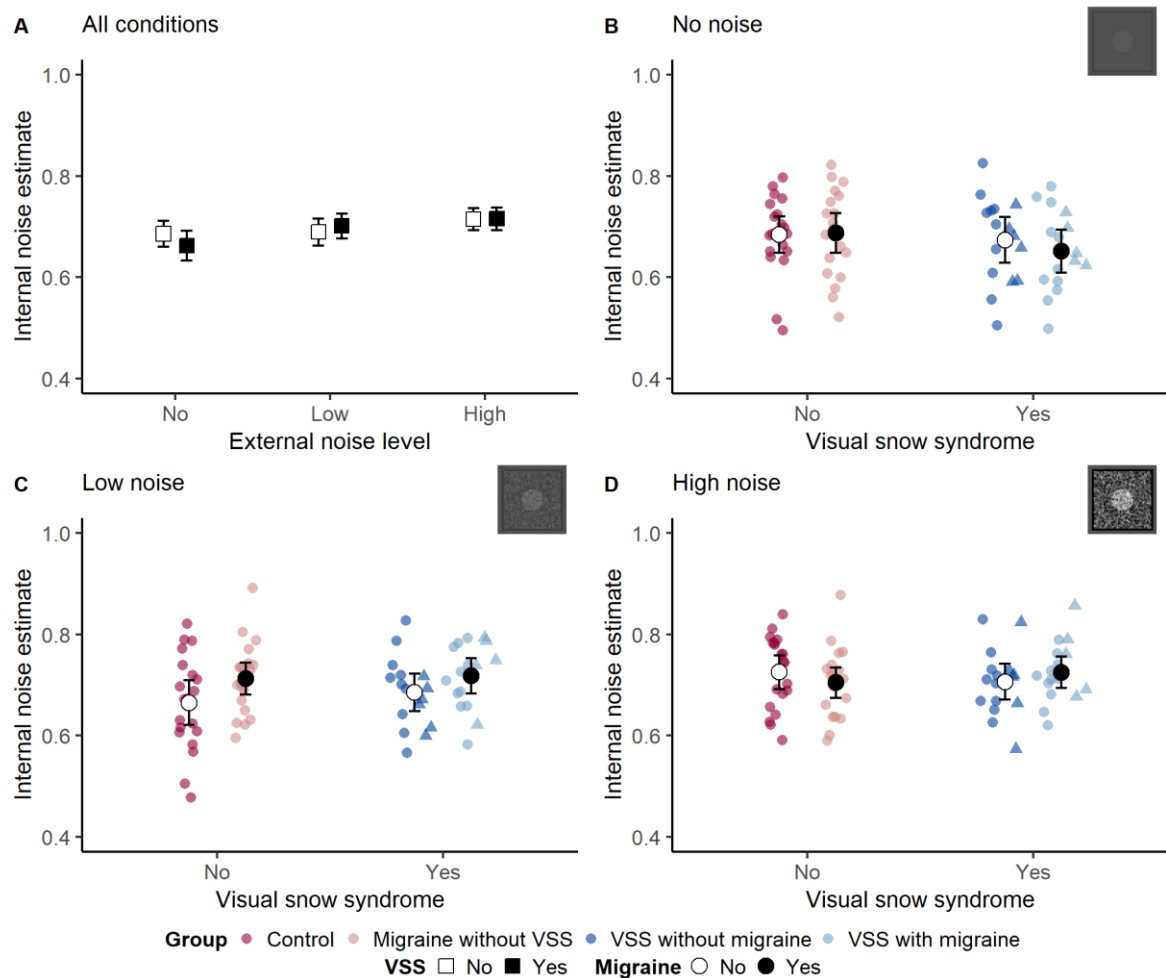 A All conditions
Internal noise estimate
1.0
0.8
0.6
0.4
No Low High
External noise level
B No noise
Internal noise estimate
1.0
0.8
0.6
0.4
No Yes
Visual snow syndrome
C Low noise
Internal noise estimate
1.0
0.8
0.6
0.4
No Yes
Visual snow syndrome
D High noise
Internal noise estimate
1.0
0.8
0.6
0.4
No Yes
Visual snow syndrome
Group Control Migraine without VSS VSS without migraine VSS with migraine
VSS No Yes Migraine No Yes